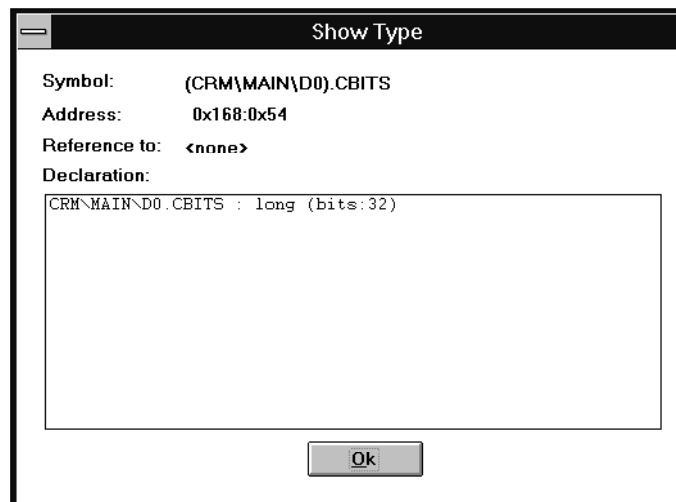 Show Type
Symbol: (CRM\MAIN\D0).CBITS
Address: 0x168:0x54
Reference to: <none>
Declaration:
CRM\MAIN\D0.CBITS : long (bits:32)
Ok